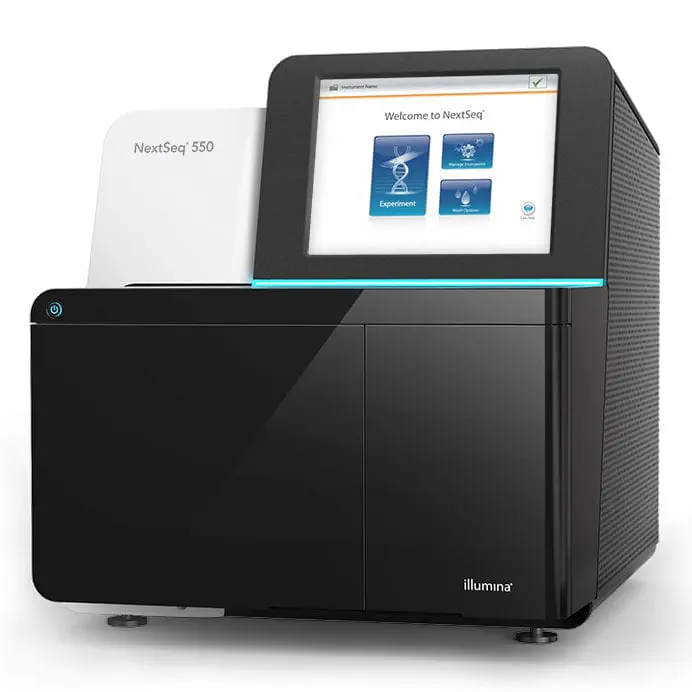 Instrument Name
Welcome to NextSeq®
NextSeq® 550
Experiment
Manage Instrument
Wash Options
illumina®